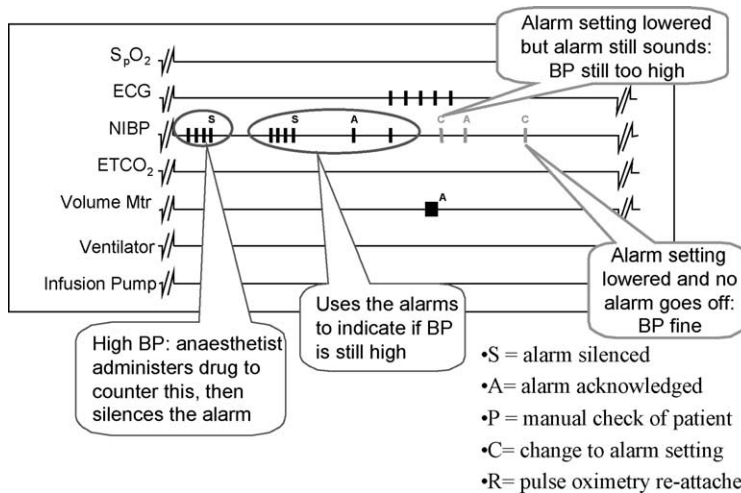 Alarm setting lowered
but alarm still sounds:
BP still too high
SpO2
ECG
S S A C A C
NIBP
ETCO2
A
Volume Mtr
Ventilator
Infusion Pump
Alarm setting
lowered and no
alarm goes off:
BP fine
Uses the alarms
to indicate if BP
is still high
High BP: anaesthetist
administers drug to
counter this, then
silences the alarm
•S = alarm silenced
•A= alarm acknowledged
•P = manual check of patient
•C= change to alarm setting
•R= pulse oximetry re-attache